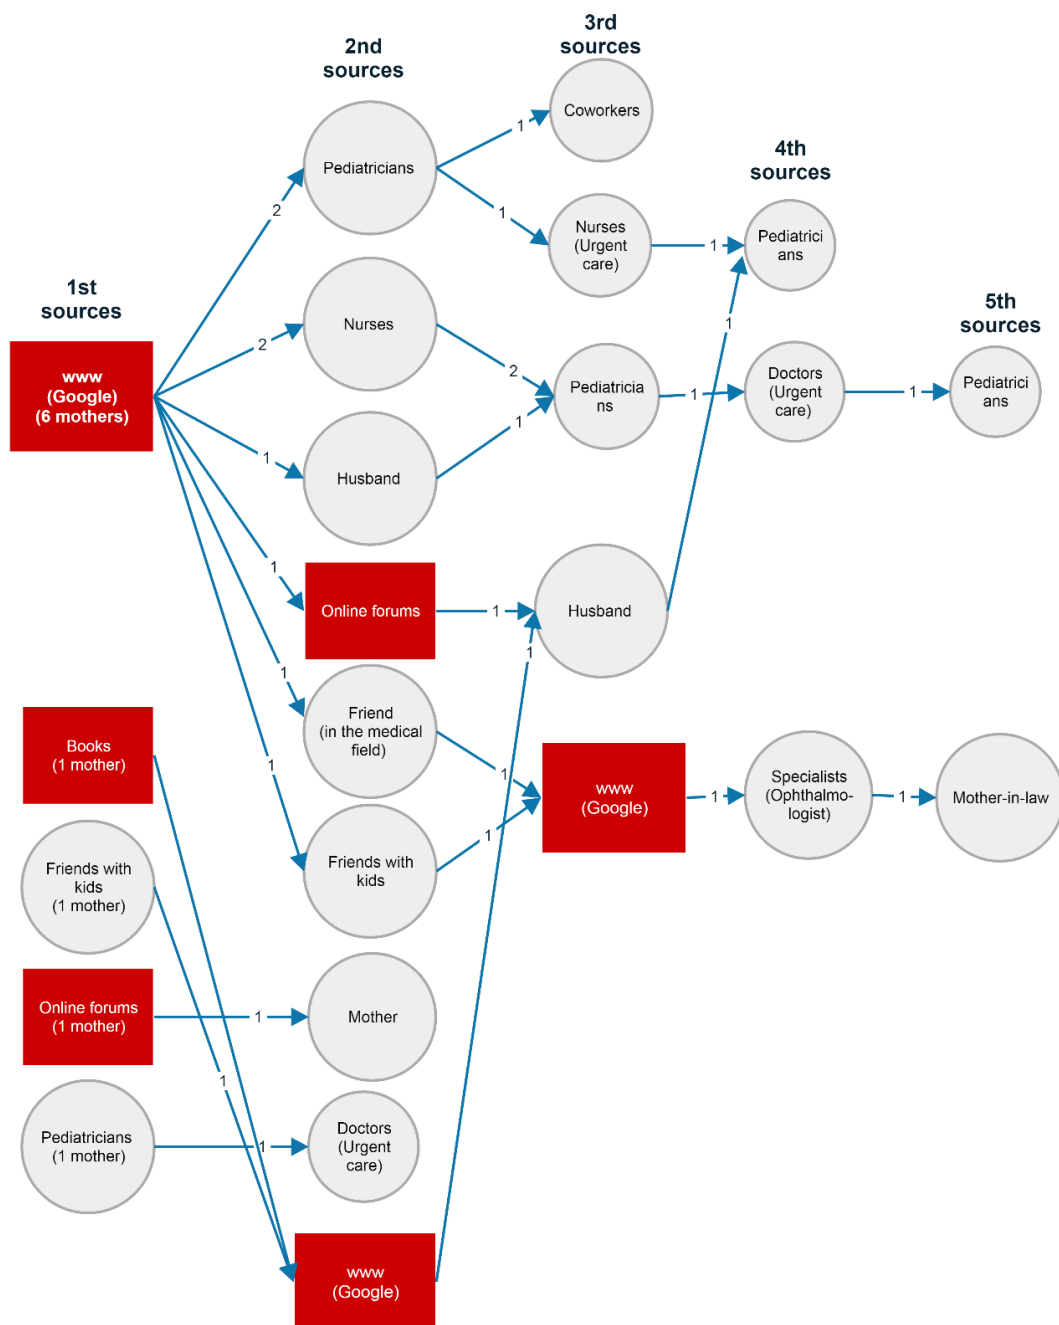 1st
sources
2nd
sources
3rd
sources
4th
sources
5th
sources
www
(Google)
(6 mothers)
Books
(1 mother)
Friends with
kids
(1 mother)
Online forums
(1 mother)
Pediatricians
(1 mother)
2
2
1
1
1
1
1
1
1
Pediatricians
Nurses
Husband
Online forums
Friend
(in the medical
field)
Friends with
kids
Mother
Doctors
(Urgent
care)
www
(Google)
1
1
2
1
1
1
1
1
Coworkers
Nurses
(Urgent
care)
Pediatricia
ns
Husband
www
(Google)
1
1
1
1
Pediatrici
ans
Doctors
(Urgent
care)
Specialists
(Ophthalmo-
logist)
1
1
Pediatrici
ans
Mother-in-law